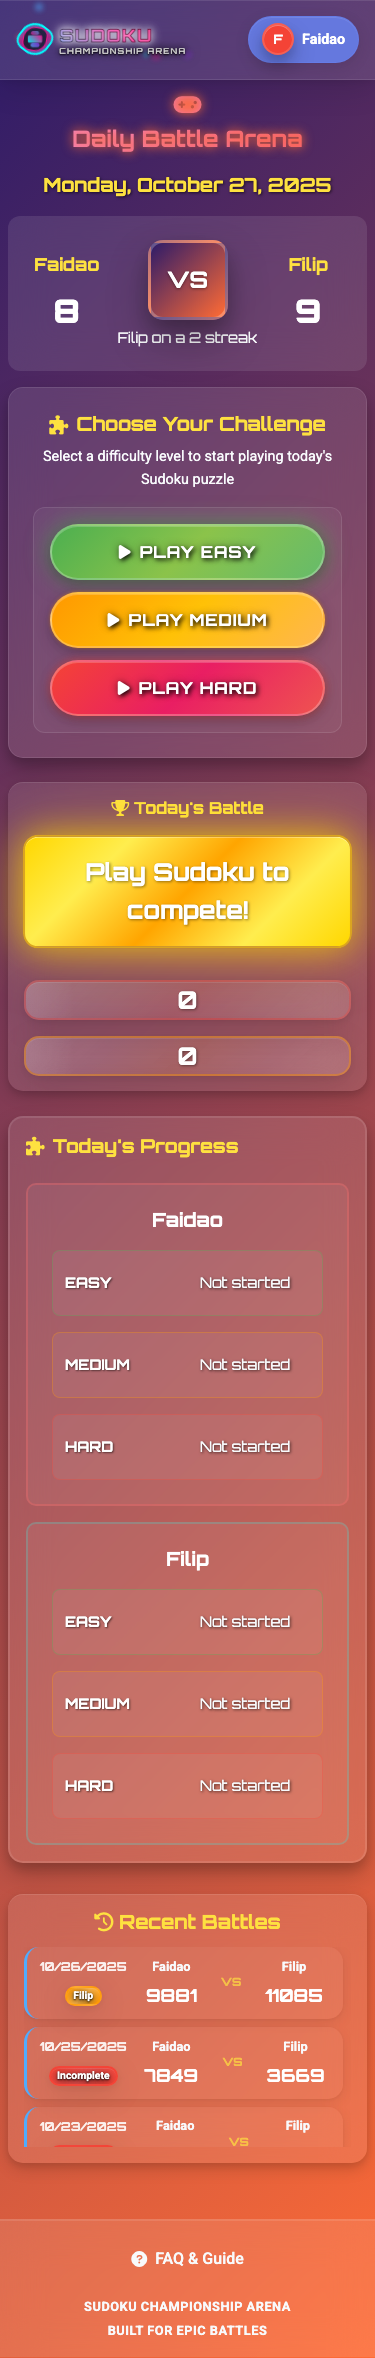 SUDOKU
CHAMPIONSHIP ARENA
F Faidao
Daily Battle Arena
Monday, October 27, 2025
Faidao
8
VS
Filip
9
Filip on a 2 streak
Choose Your Challenge
Select a difficulty level to start playing today's
Sudoku puzzle
PLAY EASY
PLAY MEDIUM
PLAY HARD
Today's Battle
Play Sudoku to
compete!
0
0
Today's Progress
Faidao
EASY Not started
MEDIUM Not started
HARD Not started
Filip
EASY Not started
MEDIUM Not started
HARD Not started
Recent Battles
10/26/2025 Faidao VS Filip
Filip 9881 11085
10/25/2025 Faidao VS Filip
Incomplete 7849 3669
10/23/2025 Faidao VS Filip
FAQ & Guide
SUDOKU CHAMPIONSHIP ARENA
BUILT FOR EPIC BATTLES